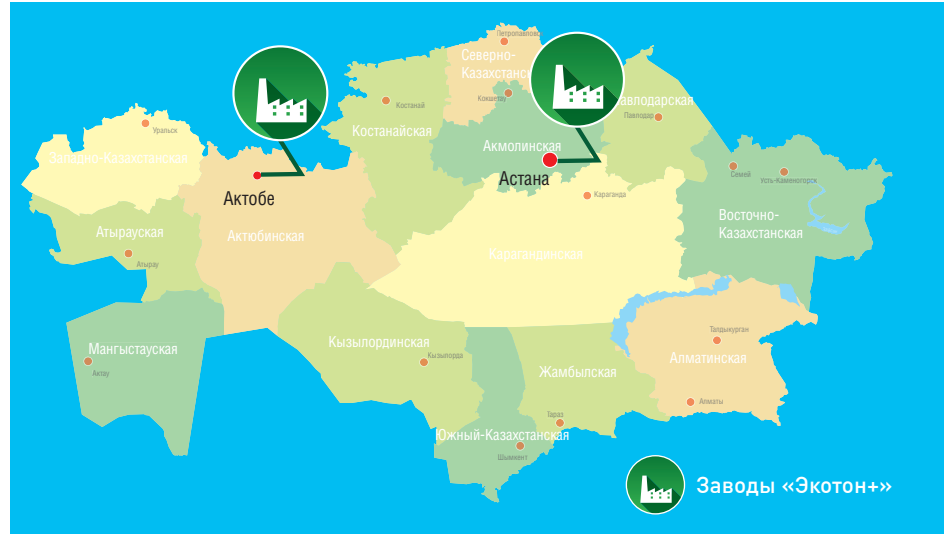 Петропавловск
Северно-
Казахстанская
Кокшетау
Костанай
Костанайская
Павлодарская
Павлодар
Уральск
Западно-Казахстанская
Акмолинская
Астана
Актобе
Актюбинская
Караганда
Семей
Усть-Каменогорск
Восточно-
Казахстанская
Атырауская
Атырау
Карагандинская
Мангыстауская
Актау
Кызылординская
Кызылорда
Жамбылская
Талдыкурган
Алматинская
Алматы
Тараз
Южный-Казахстанская
Шымкент
Заводы «Экотон+»